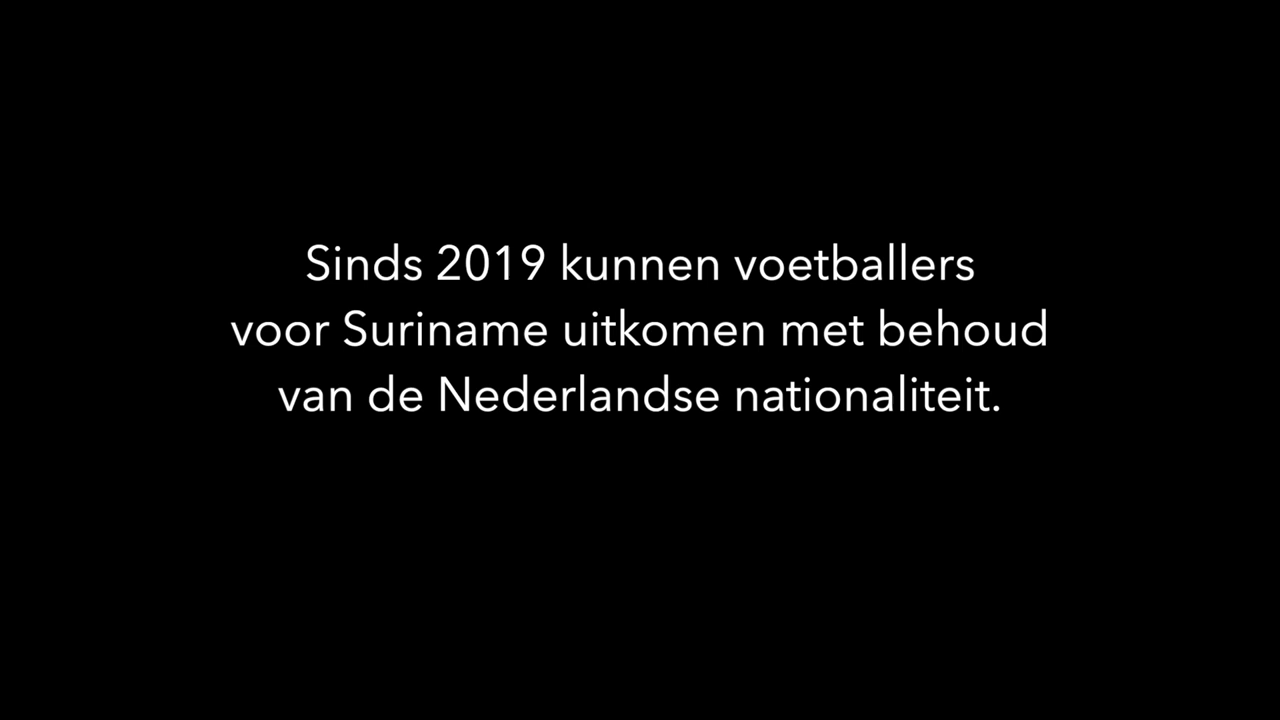 Sinds 2019 kunnen voetballers
voor Suriname uitkomen met behoud
van de Nederlandse nationaliteit.